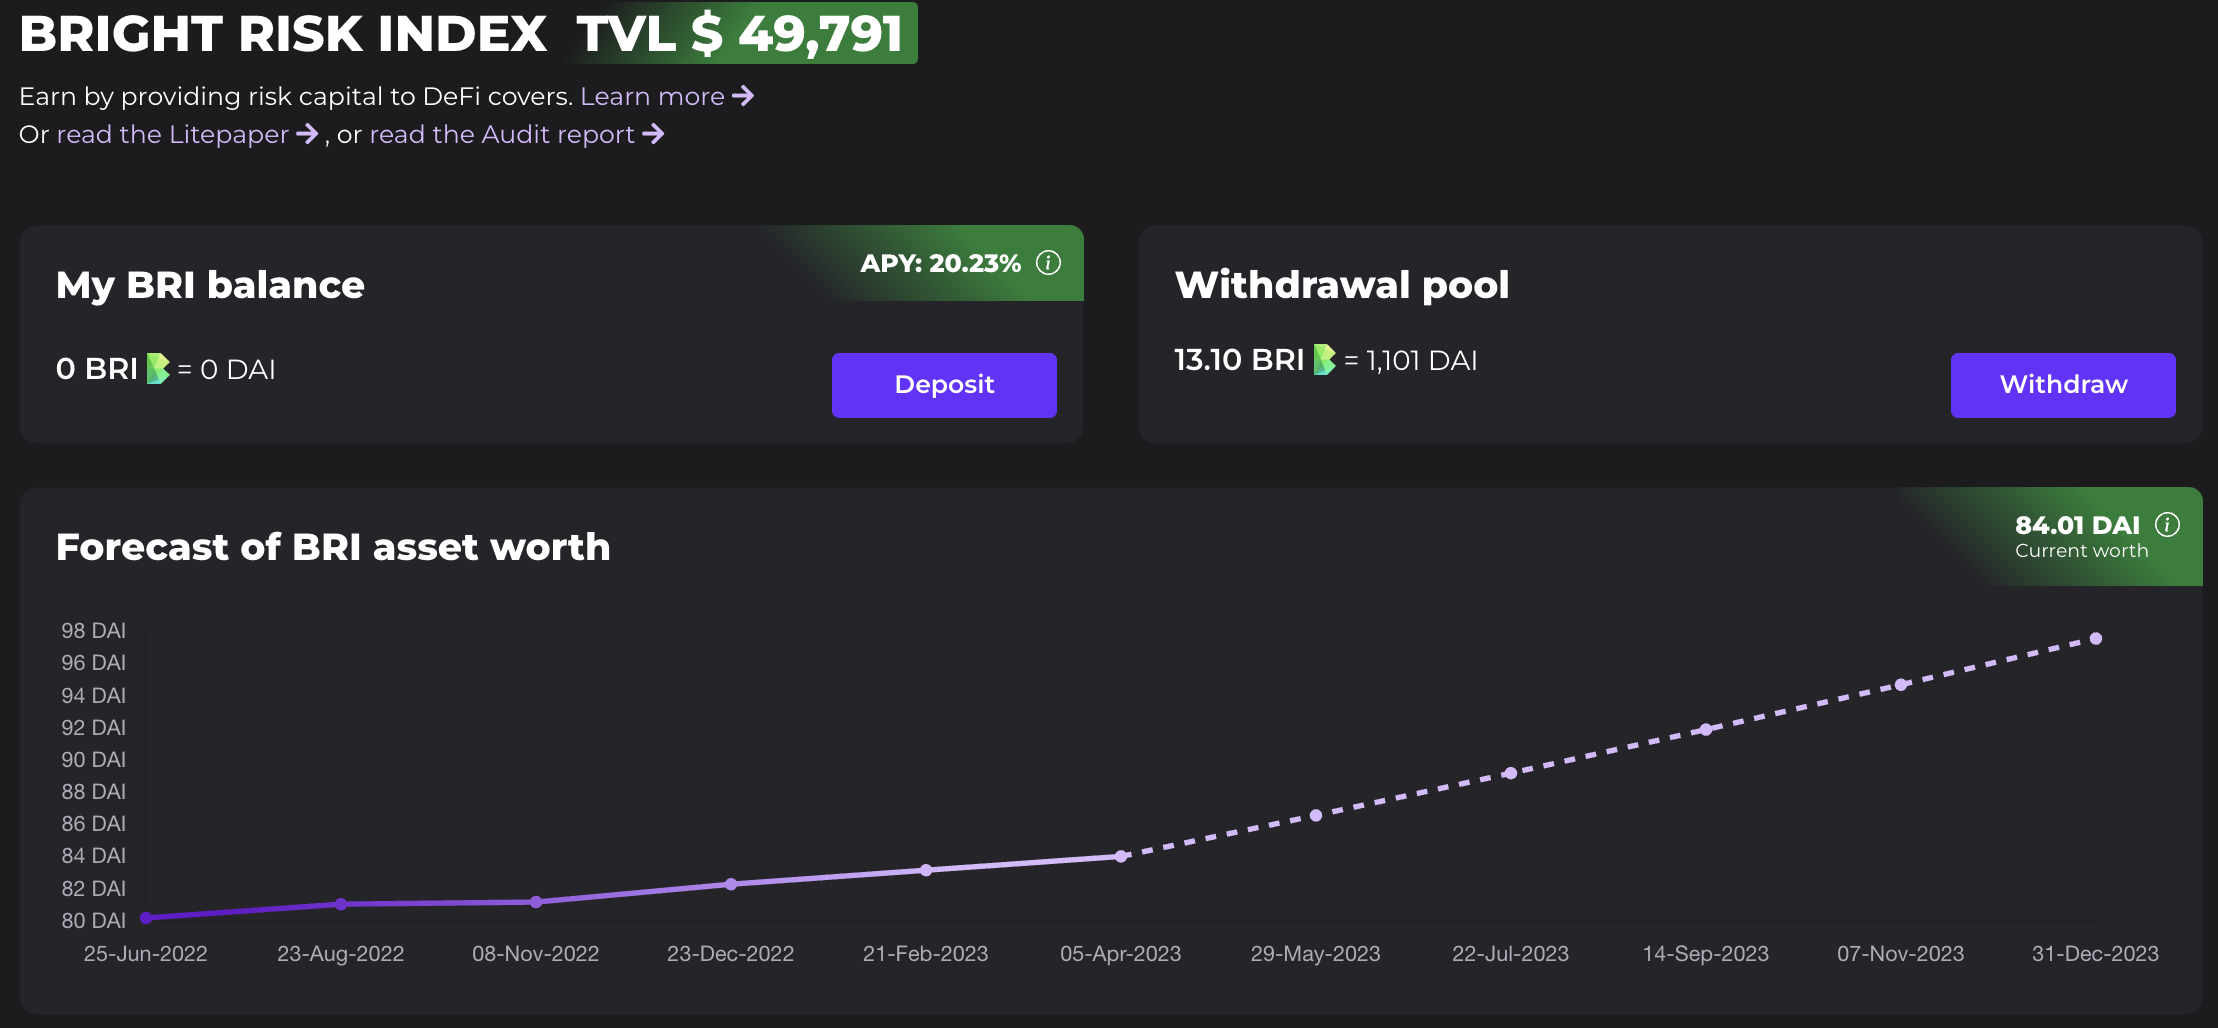 BRIGHT RISK INDEX TVL $ 49,791
Earn by providing risk capital to DeFi covers. Learn more →
Or read the Litepaper → , or read the Audit report →
My BRI balance
APY: 20.23%
0 BRI = 0 DAI
Deposit
Withdrawal pool
13.10 BRI = 1,101 DAI
Withdraw
Forecast of BRI asset worth
84.01 DAI
Current worth
98 DAI
96 DAI
94 DAI
92 DAI
90 DAI
88 DAI
86 DAI
84 DAI
82 DAI
80 DAI
25-Jun-2022 23-Aug-2022 08-Nov-2022 23-Dec-2022 21-Feb-2023 05-Apr-2023 29-May-2023 22-Jul-2023 14-Sep-2023 07-Nov-2023 31-Dec-2023